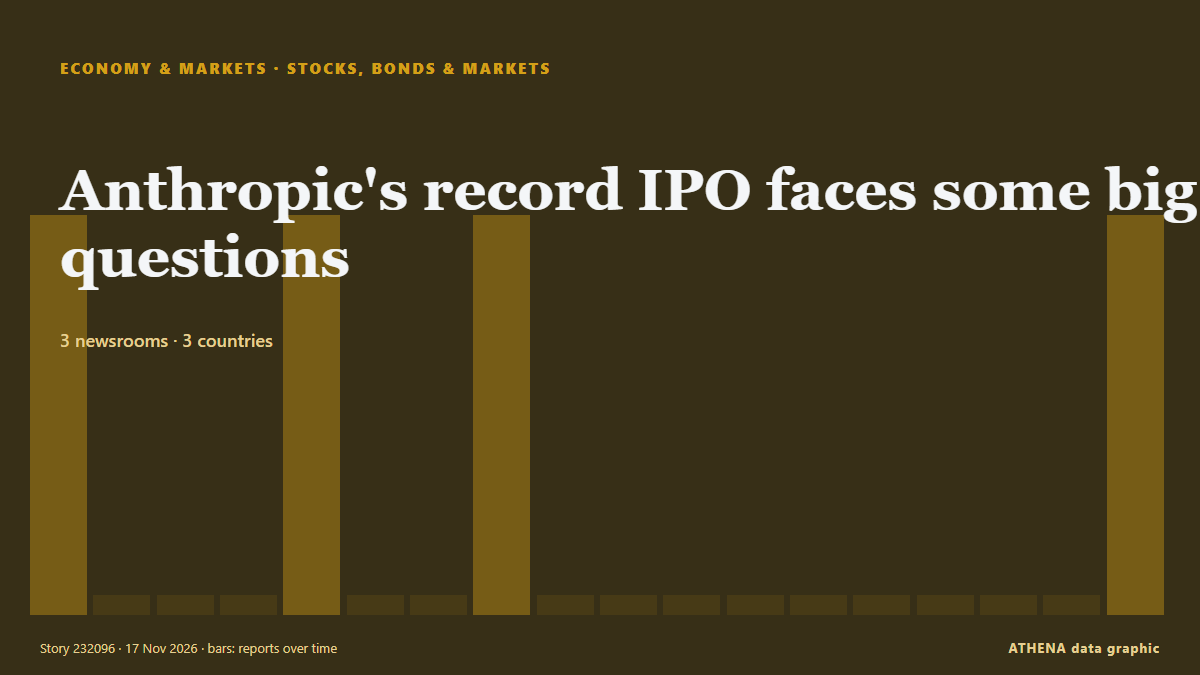 ECONOMY & MARKETS · STOCKS, BONDS & MARKETS
Anthropic's record IPO faces some big
questions
3 newsrooms · 3 countries
Story 232096 · 17 Nov 2026 · bars: reports over time
ATHENA data graphic